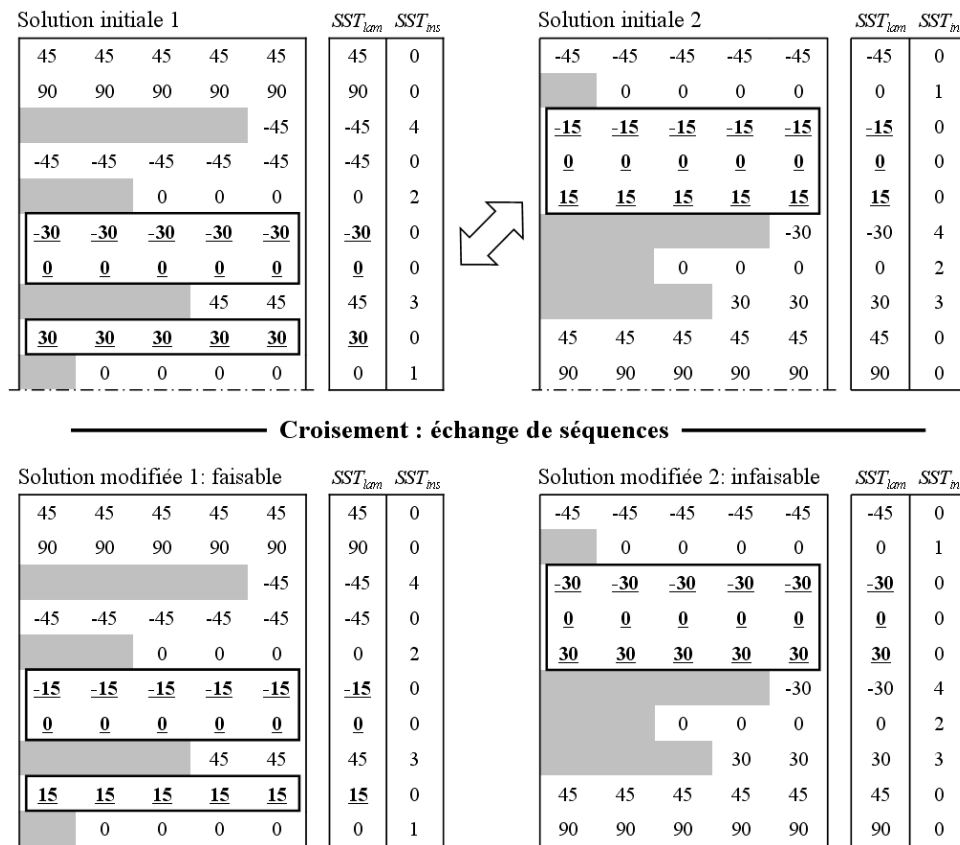 Solution initiale 1 SST_lam SST_ins
45 45 45 45 45 45 0
90 90 90 90 90 90 0
-45 -45 4
-45 -45 -45 -45 -45 -45 0
0 0 0 0 2
-30 -30 -30 -30 -30 -30 0
0 0 0 0 0 0 0
45 45 45 3
30 30 30 30 30 30 0
0 0 0 0 0 1
Solution initiale 2 SST_lam SST_ins
-45 -45 -45 -45 -45 -45 0
0 0 0 0 0 1
-15 -15 -15 -15 -15 -15 0
0 0 0 0 0 0 0
15 15 15 15 15 15 0
-30 -30 4
0 0 0 0 2
30 30 30 3
45 45 45 45 45 45 0
90 90 90 90 90 90 0
Croisement : échange de séquences
Solution modifiée 1: faisable SST_lam SST_ins
45 45 45 45 45 45 0
90 90 90 90 90 90 0
-45 -45 4
-45 -45 -45 -45 -45 -45 0
0 0 0 0 2
-15 -15 -15 -15 -15 -15 0
0 0 0 0 0 0 0
45 45 45 3
15 15 15 15 15 15 0
0 0 0 0 0 1
Solution modifiée 2: infaisable SST_lam SST_in
-45 -45 -45 -45 -45 -45 0
0 0 0 0 0 1
-30 -30 -30 -30 -30 -30 0
0 0 0 0 0 0 0
30 30 30 30 30 30 0
-30 -30 4
0 0 0 0 2
30 30 30 3
45 45 45 45 45 45 0
90 90 90 90 90 90 0